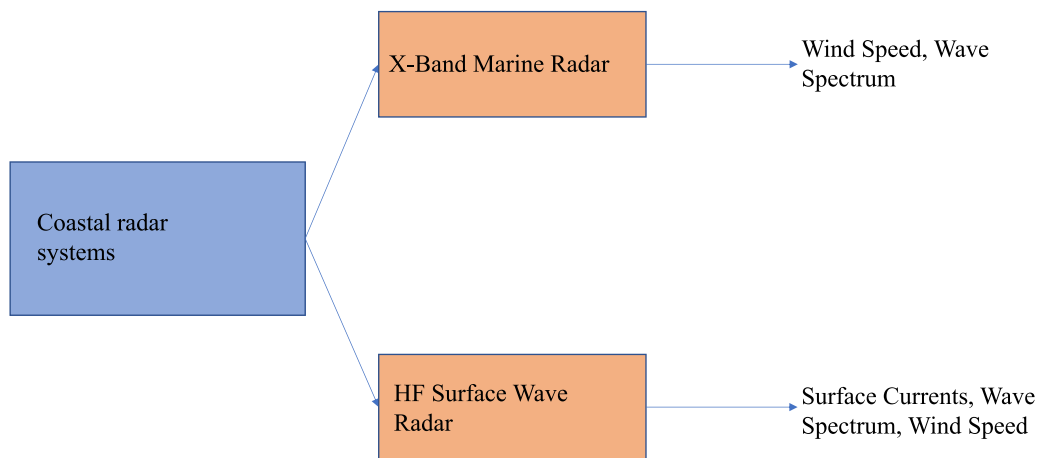 X-Band Marine Radar
Wind Speed, Wave
Spectrum
Coastal radar
systems
HF Surface Wave
Radar
Surface Currents, Wave
Spectrum, Wind Speed